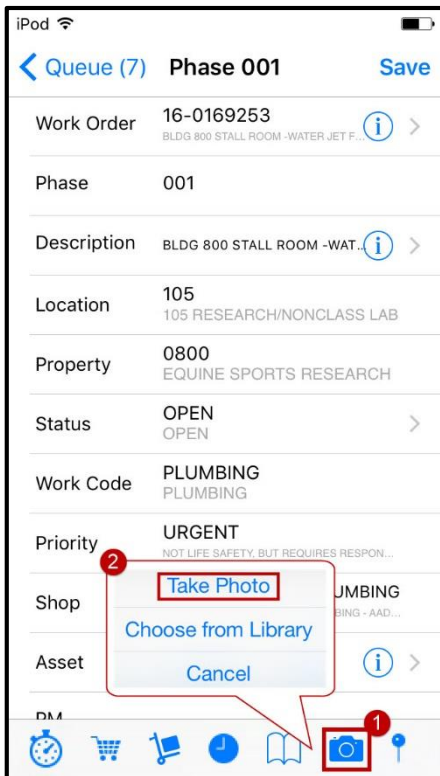 iPod
Queue (7) Phase 001 Save
Work Order 16-0169253
BLDG 800 STALL ROOM -WATER JET F...
Phase 001
Description BLDG 800 STALL ROOM -WAT...
Location 105
105 RESEARCH/NONCLASS LAB
Property 0800
EQUINE SPORTS RESEARCH
Status OPEN
OPEN
Work Code PLUMBING
PLUMBING
Priority URGENT
NOT LIFE SAFETY, BUT REQUIRES RESPON...
2
Take Photo
Shop UMBING
BING - AAD...
Choose from Library
Asset
Cancel
1